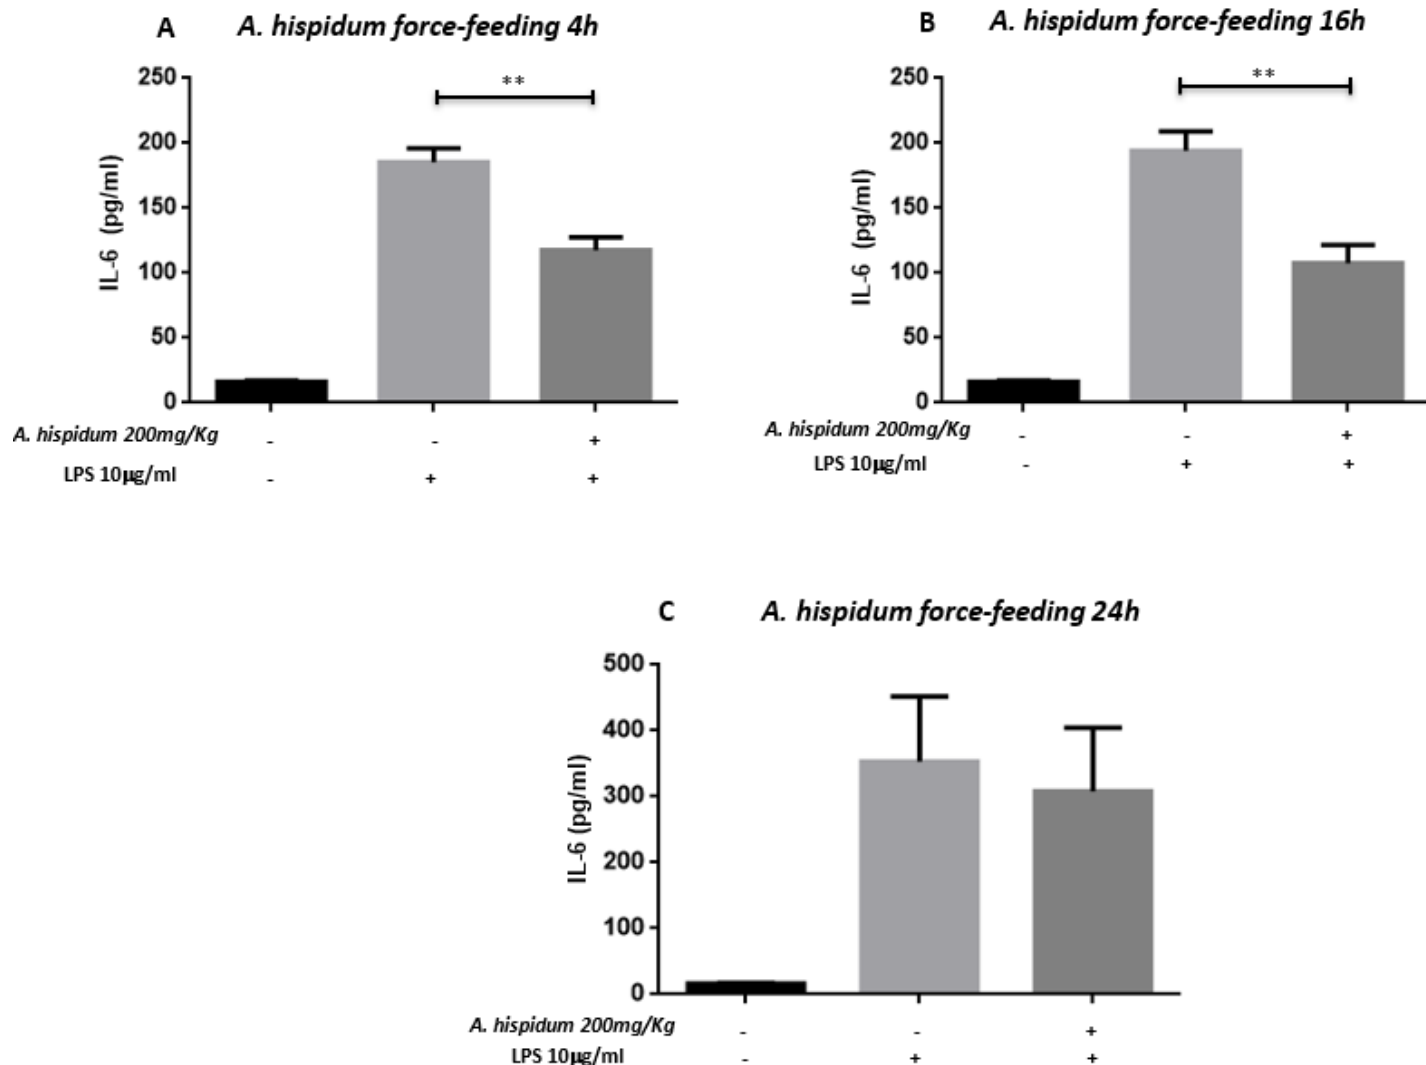 A A. hispidum force-feeding 4h
**
250
200
150
100
50
0
IL-6 (pg/ml)
A. hispidum 200mg/Kg - - +
LPS 10µg/ml - + +
B A. hispidum force-feeding 16h
**
250
200
150
100
50
0
IL-6 (pg/ml)
A. hispidum 200mg/Kg - - +
LPS 10µg/ml - + +
C A. hispidum force-feeding 24h
500
400
300
200
100
0
IL-6 (pg/ml)
A. hispidum 200mg/Kg - - +
LPS 10µg/ml - + +